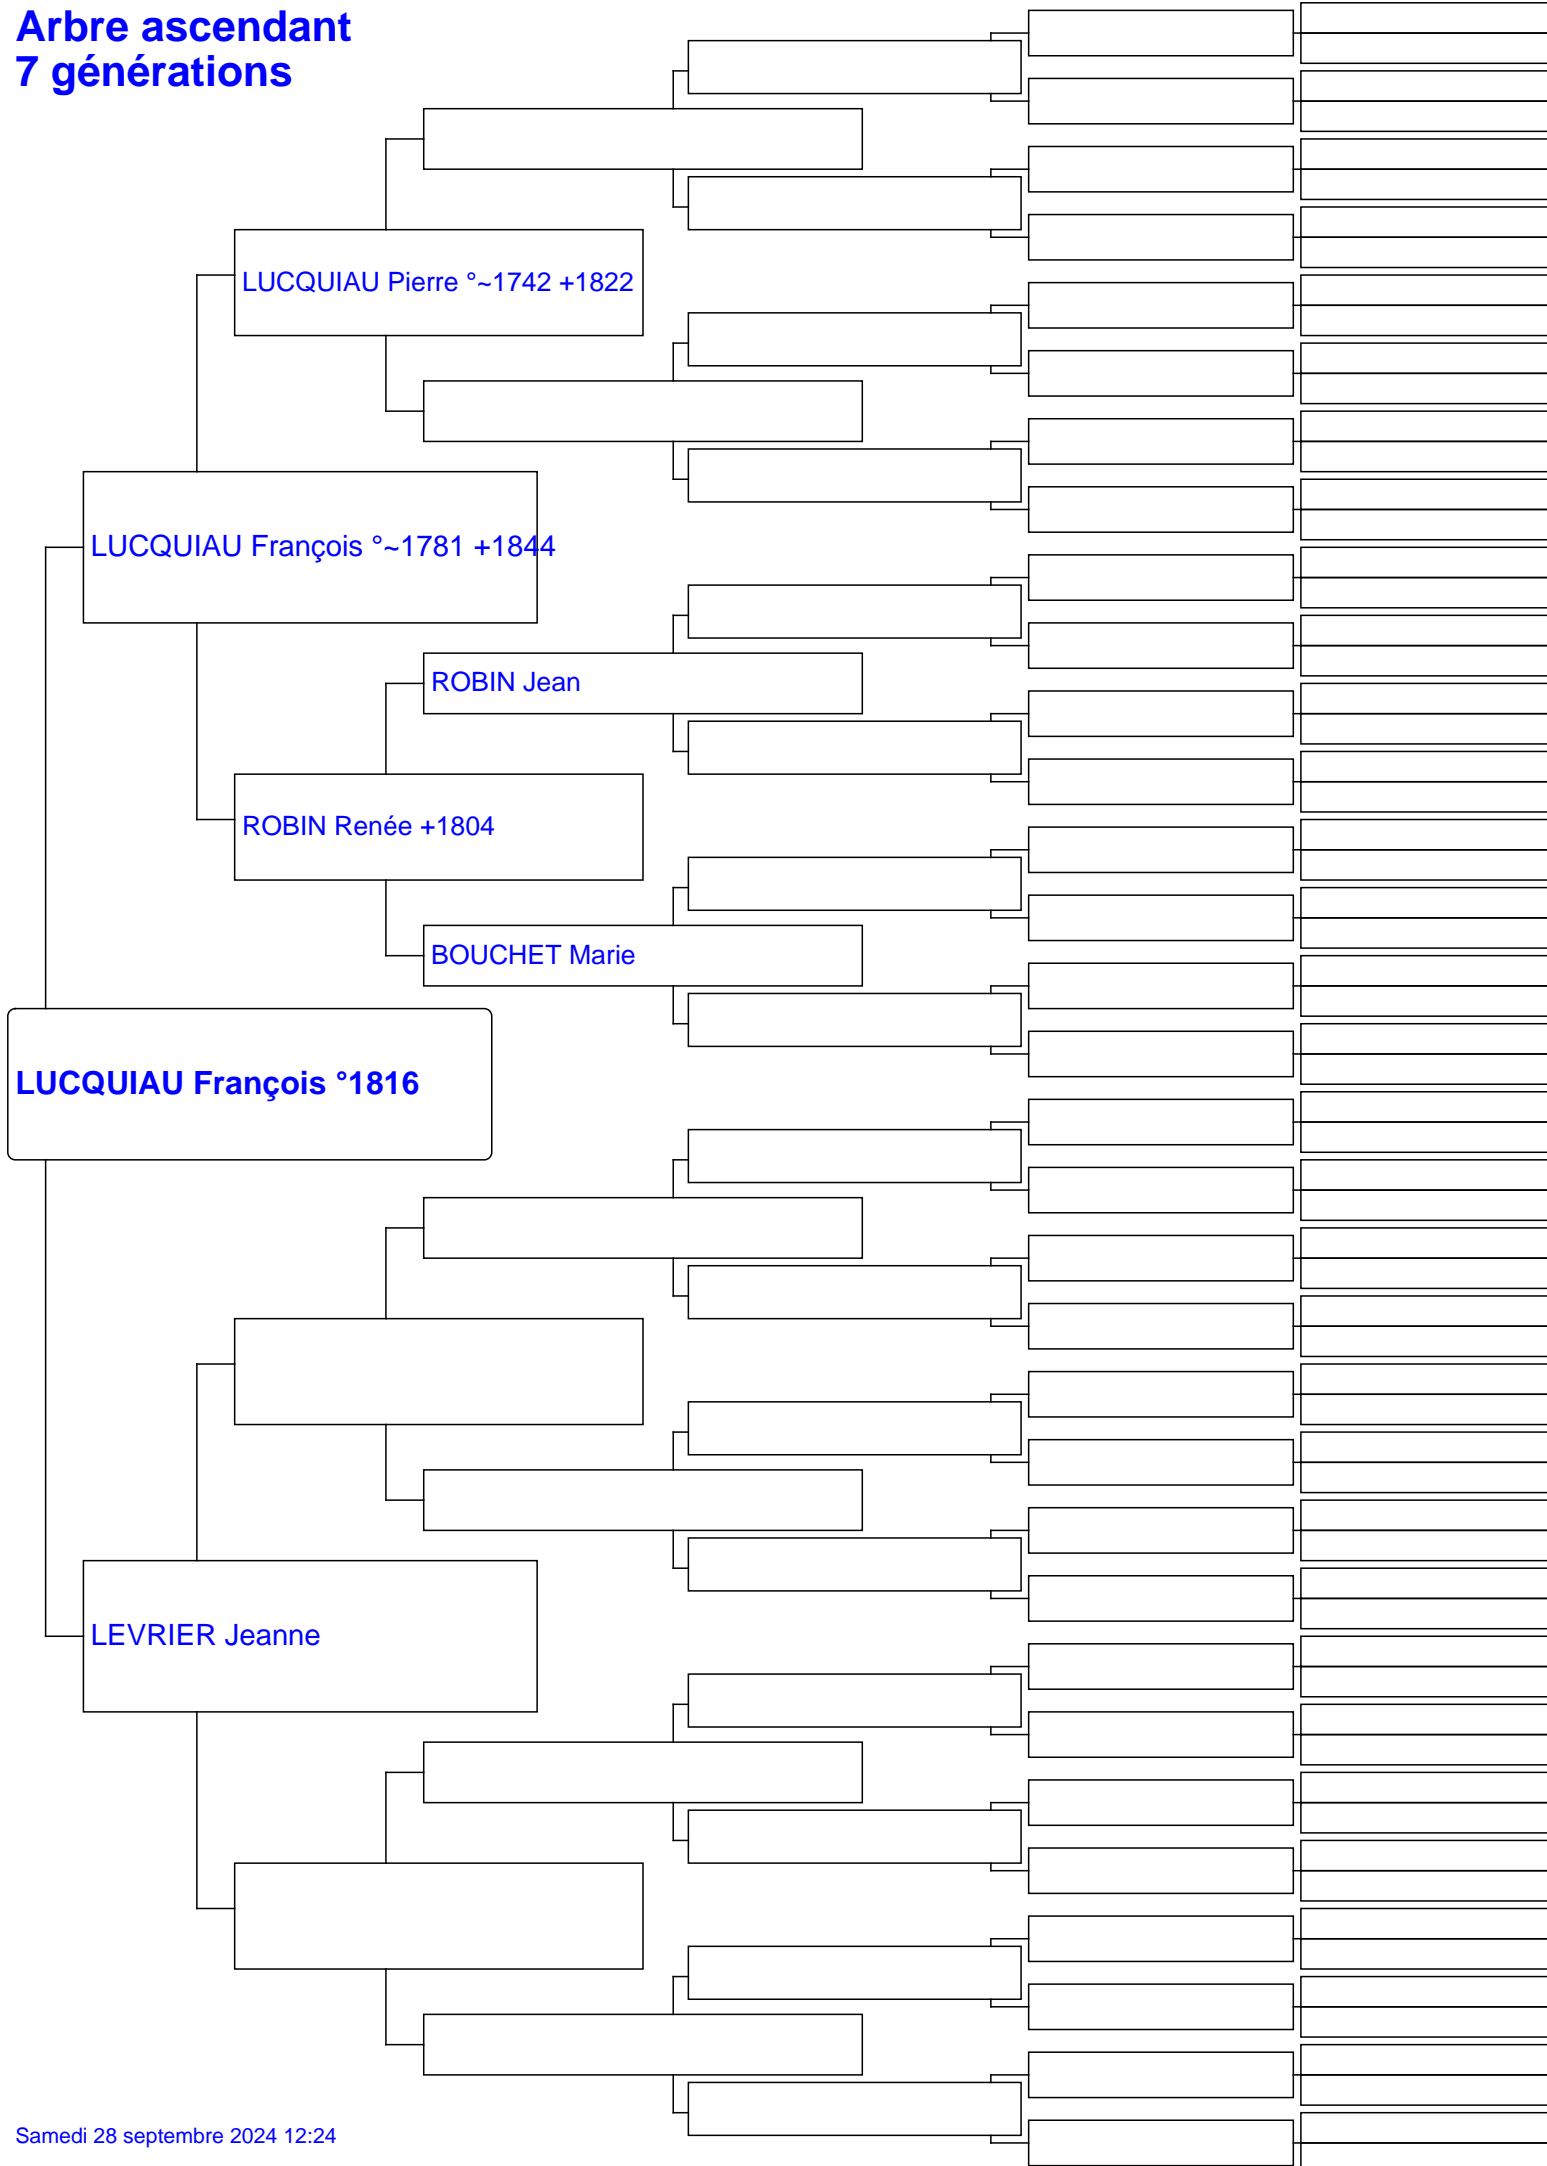 Arbre ascendant
7 générations
LUCQUIAU Pierre °~1742 +1822
LUCQUIAU François °~1781 +1844
ROBIN Jean
ROBIN Renée +1804
BOUCHET Marie
LUCQUIAU François °1816
LEVRIER Jeanne
Samedi 28 septembre 2024 12:24